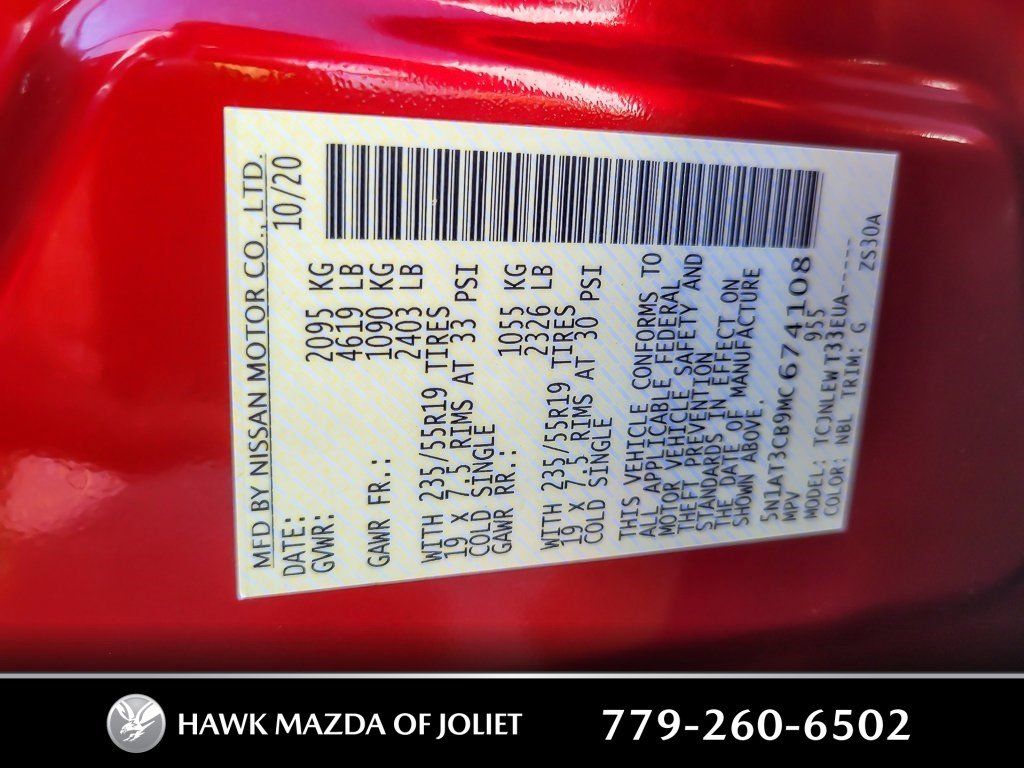 MFD BY NISSAN MOTOR CO., LTD.
DATE: 10/20
GVWR: 2095 KG
4619 LB
GAWR FR.: 1090 KG
2403 LB
WITH 235/55R19 TIRES
19 X 7.5 RIMS AT 33 PSI
COLD SINGLE
GAWR RR.: 1055 KG
2326 LB
WITH 235/55R19 TIRES
19 X 7.5 RIMS AT 30 PSI
COLD SINGLE
THIS VEHICLE CONFORMS TO
ALL APPLICABLE FEDERAL
MOTOR VEHICLE SAFETY AND
THEFT PREVENTION
STANDARDS IN EFFECT ON
THE DATE OF MANUFACTURE
SHOWN ABOVE.
5N1AT3CB9MC674108
MPV 955
MODEL: TCJNLEWT33EUA-----
COLOR: NBL TRIM: G ZS30A
HAWK MAZDA OF JOLIET 779-260-6502